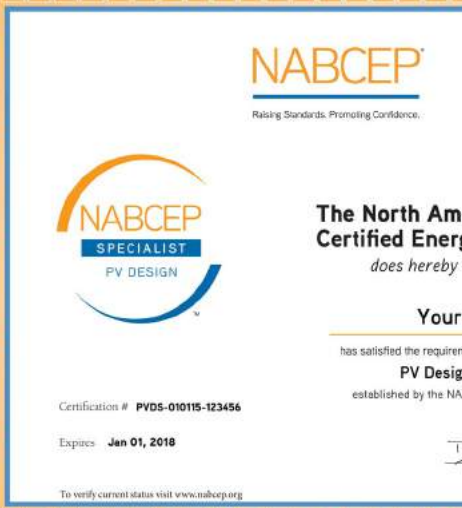 NABCEP
Raising Standards. Promoting Confidence.
NABCEP
SPECIALIST
PV DESIGN
TM
The North Am
Certified Energ
does hereby
Your
has satisfied the requiren
PV Desig
established by the NA
Certification # PVDS-010115-123456
Expires Jan 01, 2018
To verify current status visit www.nabcep.org